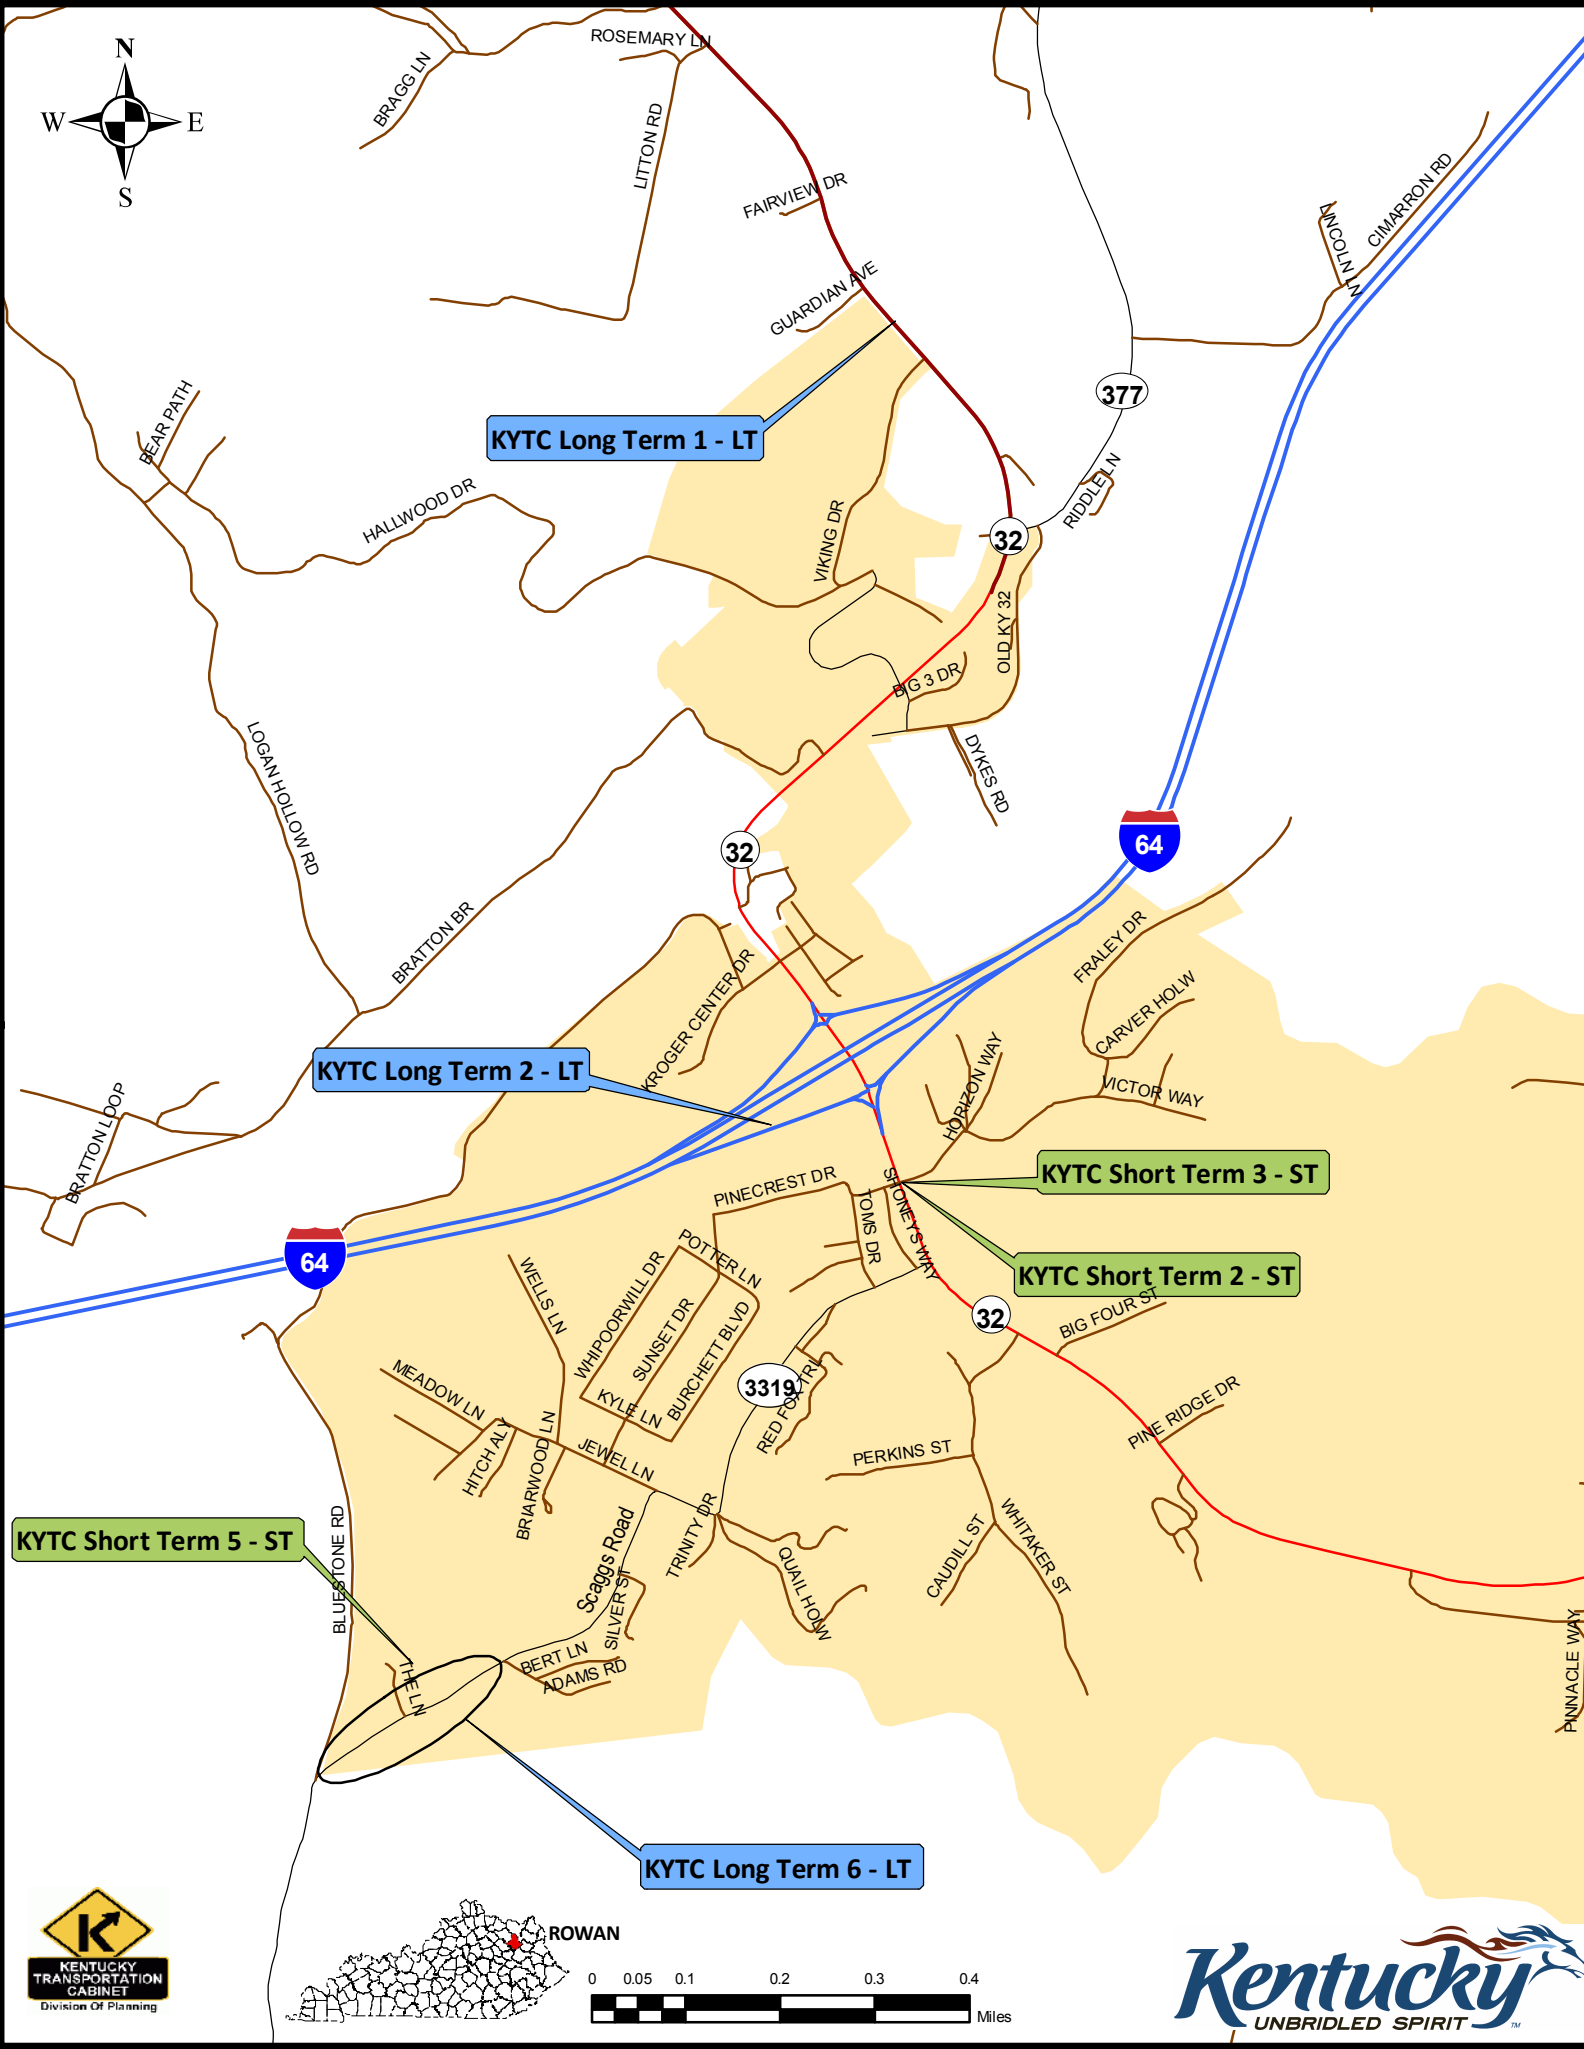 N
W E
S
ROSEMARY LN
BRAGG LN
LITTON RD
FAIRVIEW DR
GUARDIAN AVE
CIMARRON RD
LINCOLN LN
377
BEAR PATH
KYTC Long Term 1 - LT
RIDDLE LN
HALLWOOD DR
VIKING DR
32
OLD KY 32
BIG 3 DR
DYKES RD
LOGAN HOLLOW RD
64
32
BRATTON BR
FRALEY DR
KROGER CENTER DR
CARVER HOLW
HORIZON WAY
KYTC Long Term 2 - LT
VICTOR WAY
BRATTON LOOP
KYTC Short Term 3 - ST
PINECREST DR
TOMS DR
SHONEYS WAY
64
POTTER LN
WELLS LN
WHIPOORWILL DR
KYTC Short Term 2 - ST
SUNSET DR
BURCHETT BLVD
32
BIG FOUR ST
MEADOW LN
KYLE LN
3319
RED FOX TRL
PINE RIDGE DR
HITCH ALY
BRIARWOOD LN
JEWEL LN
PERKINS ST
Scaggs Road
TRINITY DR
KYTC Short Term 5 - ST
BLUESTONE RD
QUAIL HOLW
CAUDILL ST
WHITAKER ST
SILVER ST
BERT LN
ADAMS RD
THE LN
PINNACLE WAY
KYTC Long Term 6 - LT
ROWAN
KENTUCKY
TRANSPORTATION
CABINET
Division Of Planning
0 0.05 0.1 0.2 0.3 0.4
Miles
Kentucky
UNBRIDLED SPIRIT TM